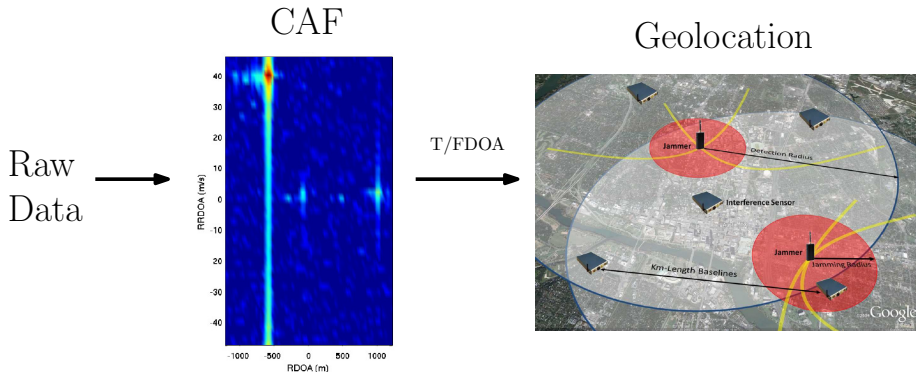 CAF
Geolocation
Raw
Data
T/FDOA
RRDOA (m/s)
40
30
20
10
0
-10
-20
-30
-40
-1000 -500 0 500 1000
RDOA (m)
Jammer
Detection Radius
Interference Sensor
Jammer
Jamming Radius
Km-Length Baselines
Google